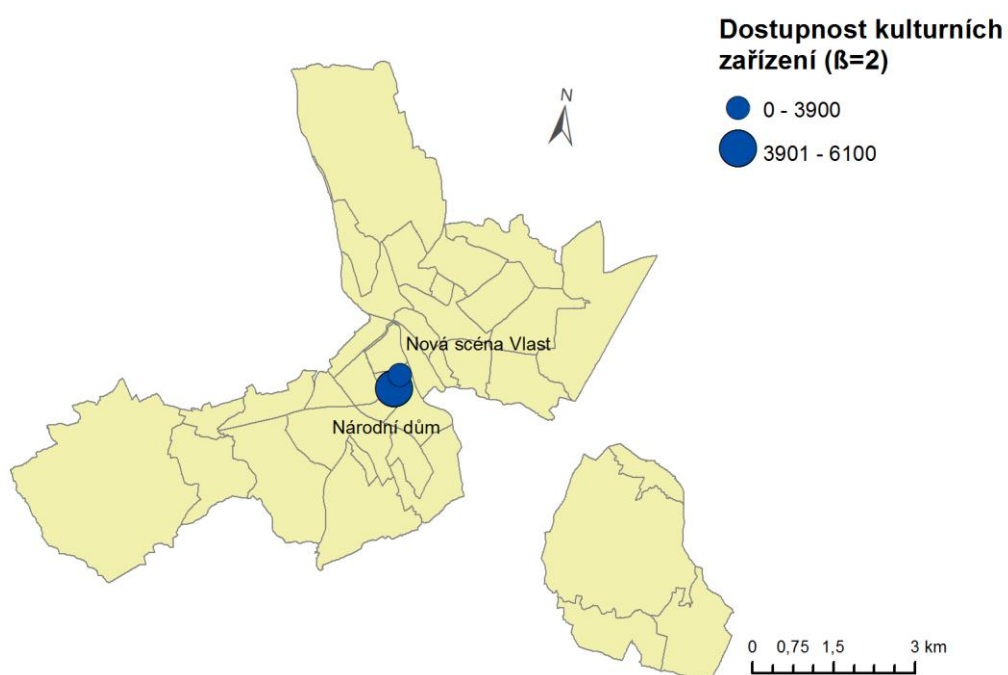 Dostupnost kulturních
zařízení (ß=2)
0 - 3900
3901 - 6100
N
Nová scéna Vlast
Národní dům
0 0,75 1,5 3 km